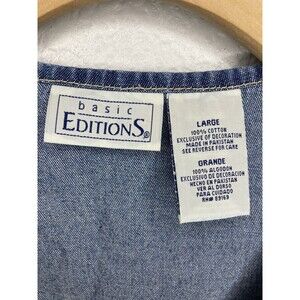 basic
EDITIONS®
LARGE
100% COTTON
EXCLUSIVE OF DECORATION
MADE IN PAKISTAN
SEE REVERSE FOR CARE
GRANDE
100% ALGODON
EXCLUSIVO DE DECORACION
HECHO EN PAKISTAN
VER AL DORSO
PARA CUIDADO
RN# 89163